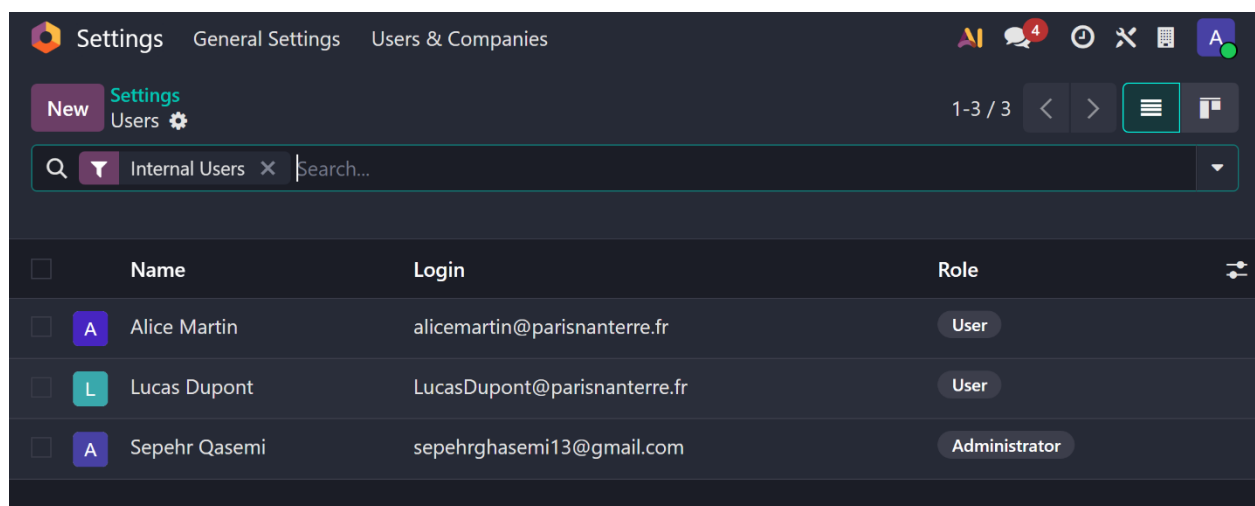 Settings General Settings Users & Companies AI 4 A
New Settings 1-3 / 3
Users
Internal Users Search...
Name Login Role
A Alice Martin alicemartin@parisnanterre.fr User
L Lucas Dupont LucasDupont@parisnanterre.fr User
A Sepehr Qasemi sepehrghasemi13@gmail.com Administrator